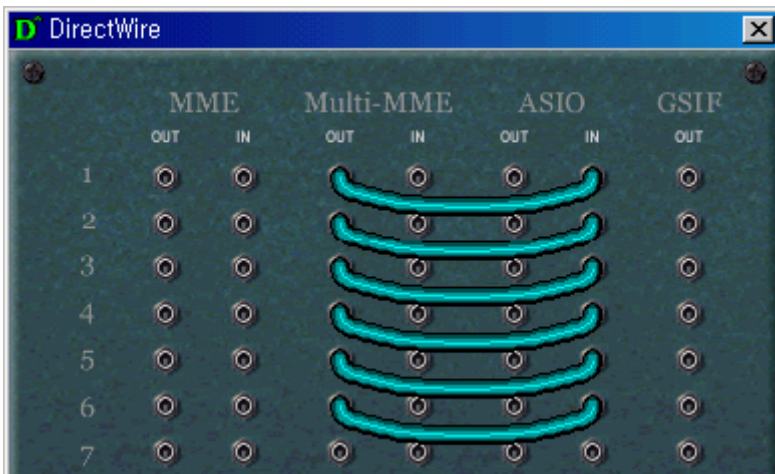 D DirectWire
MME Multi-MME ASIO GSIF
OUT IN OUT IN OUT IN OUT
1
2
3
4
5
6
7